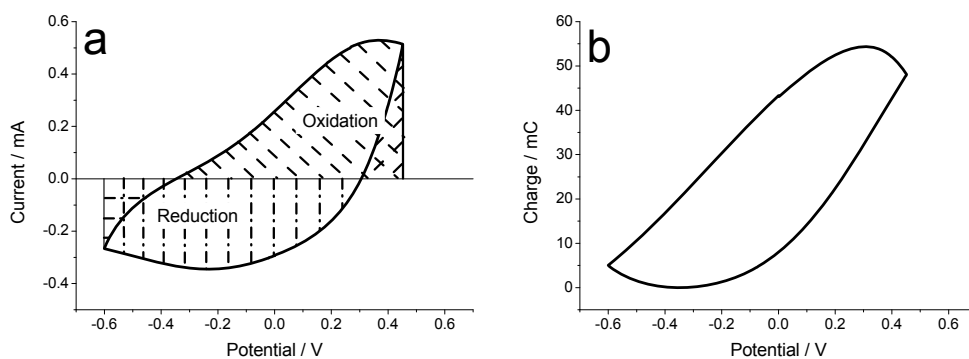 a
0.6
0.4
0.2
0.0
-0.2
-0.4
Current / mA
Oxidation
Reduction
-0.6 -0.4 -0.2 0.0 0.2 0.4 0.6
Potential / V
b
60
50
40
30
20
10
0
Charge / mC
-0.6 -0.4 -0.2 0.0 0.2 0.4 0.6
Potential / V